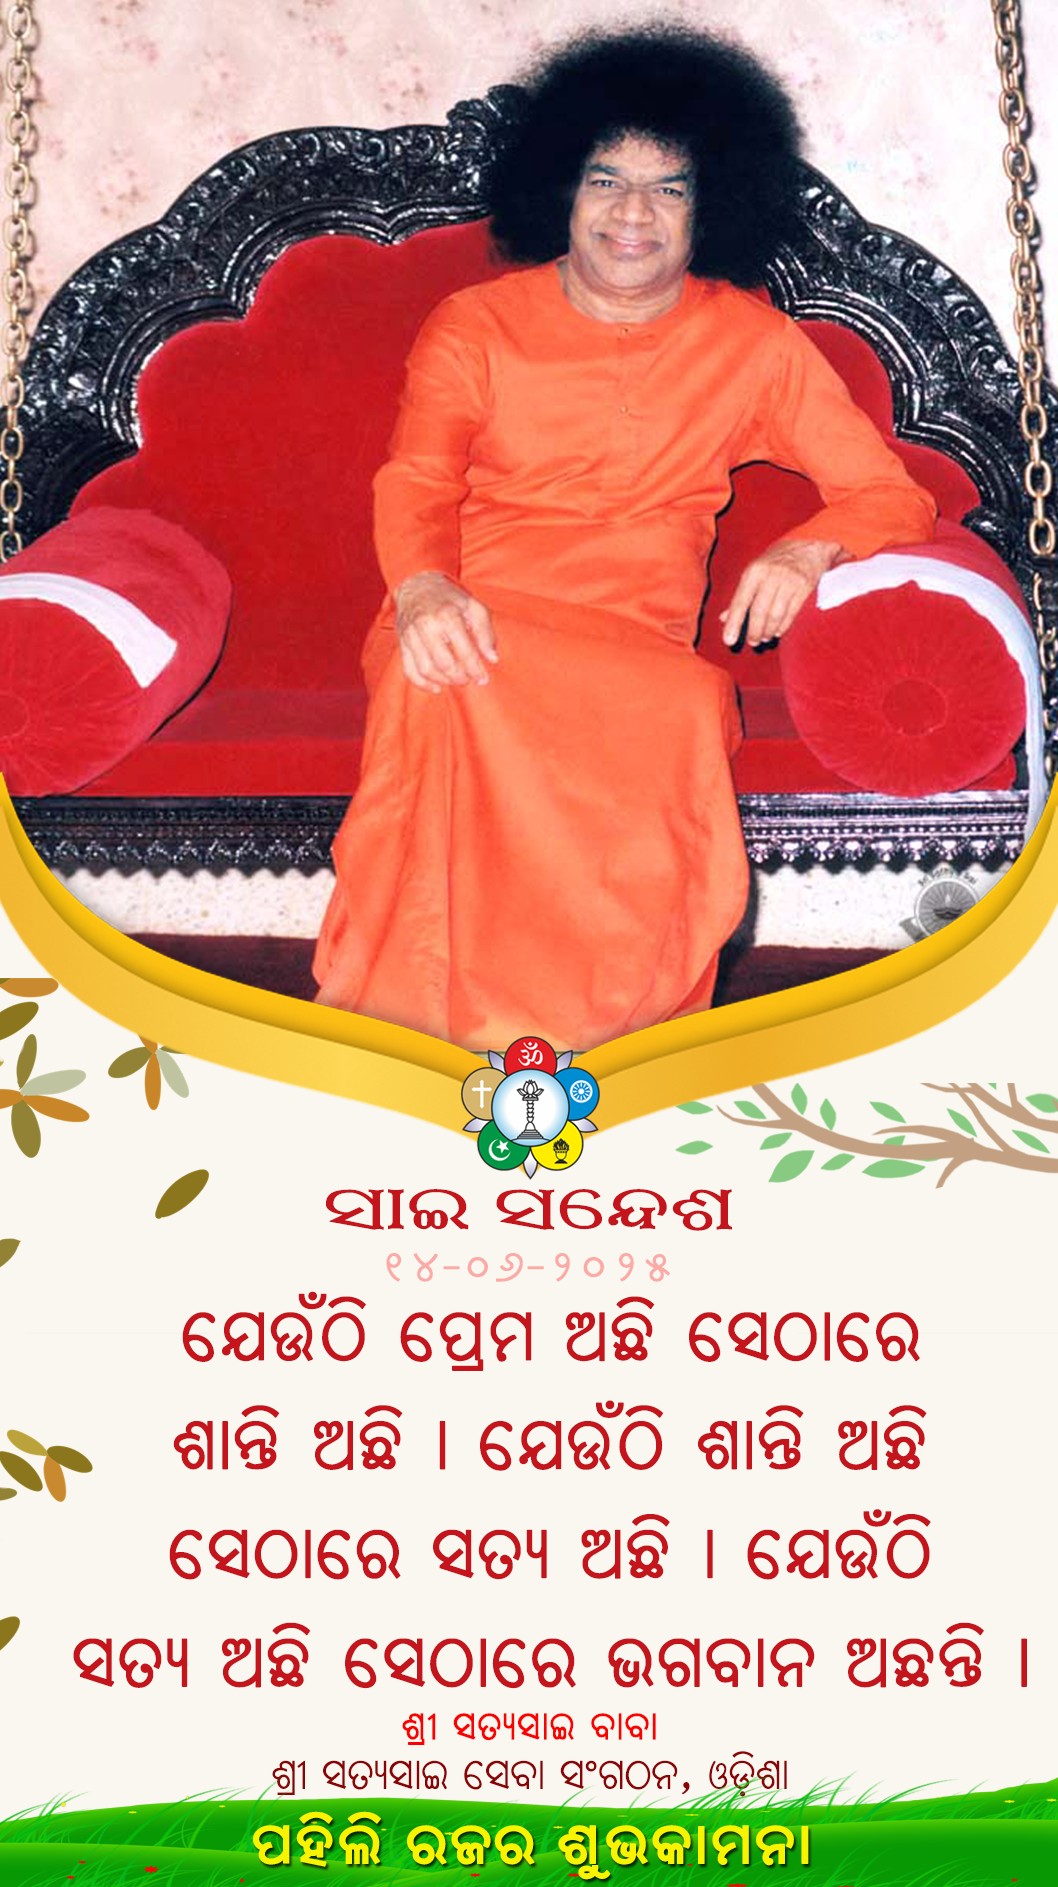 ସାଇ ସନ୍ଦେଶ
୧୪-୦୬-୨୦୨୫
ଯେଉଁଠି ପ୍ରେମ ଅଛି ସେଠାରେ
ଶାନ୍ତି ଅଛି । ଯେଉଁଠି ଶାନ୍ତି ଅଛି
ସେଠାରେ ସତ୍ୟ ଅଛି । ଯେଉଁଠି
ସତ୍ୟ ଅଛି ସେଠାରେ ଭଗବାନ ଅଛନ୍ତି ।
ଶ୍ରୀ ସତ୍ୟସାଇ ବାବା
ଶ୍ରୀ ସତ୍ୟସାଇ ସେବା ସଂଗଠନ, ଓଡ଼ିଶା
ପହିଲି ରଜର ଶୁଭକାମନା